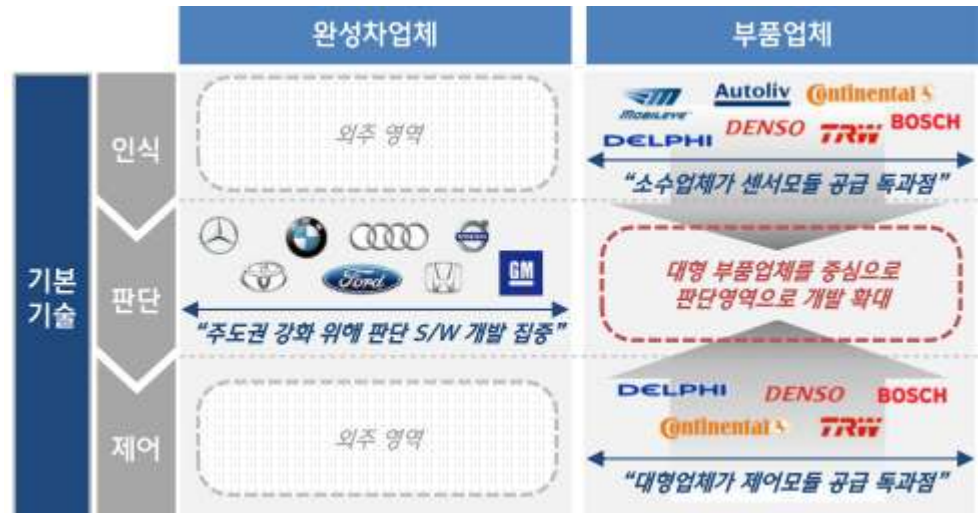 완성차업체
부품업체
기본
기술
인식
외주 영역
MOBILEYE
Autoliv
Continental
DELPHI
DENSO
TRW
BOSCH
“소수업체가 센서모듈 공급 독과점”
판단
VOLVO
Ford
GM
“주도권 강화 위해 판단 S/W 개발 집중”
대형 부품업체를 중심으로
판단영역으로 개발 확대
제어
외주 영역
DELPHI
DENSO
BOSCH
Continental
TRW
“대형업체가 제어모듈 공급 독과점”